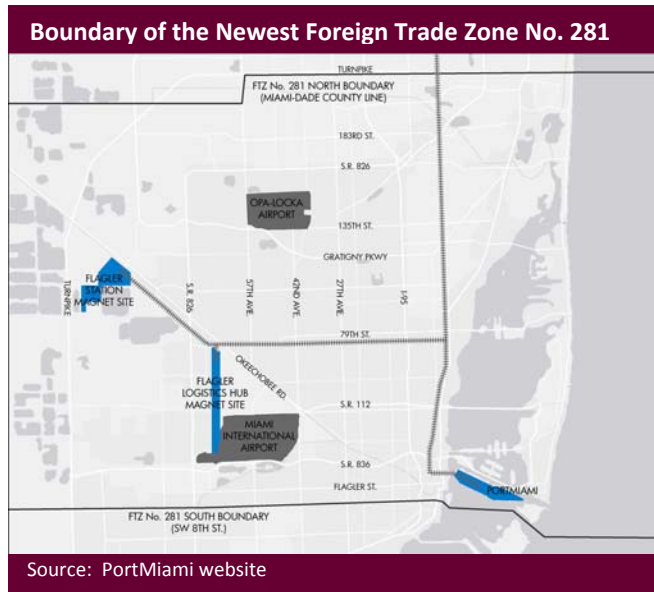 Boundary of the Newest Foreign Trade Zone No. 281
TURNPIKE
FTZ No. 281 NORTH BOUNDARY
(MIAMI-DADE COUNTY LINE)
183RD ST.
S.R. 826
OPA-LOCKA
AIRPORT
135TH ST.
GRATIGNY PKWY
FLAGLER
STATION
MAGNET SITE
TURNPIKE
S.R. 826
57TH AVE.
42ND AVE.
27TH AVE.
I-95
79TH ST.
OKEECHOBEE RD.
FLAGLER
LOGISTICS HUB
MAGNET SITE
S.R. 112
MIAMI
INTERNATIONAL
AIRPORT
S.R. 836
FLAGLER ST.
PORTMIAMI
FTZ No. 281 SOUTH BOUNDARY
(SW 8TH ST.)
Source: PortMiami website